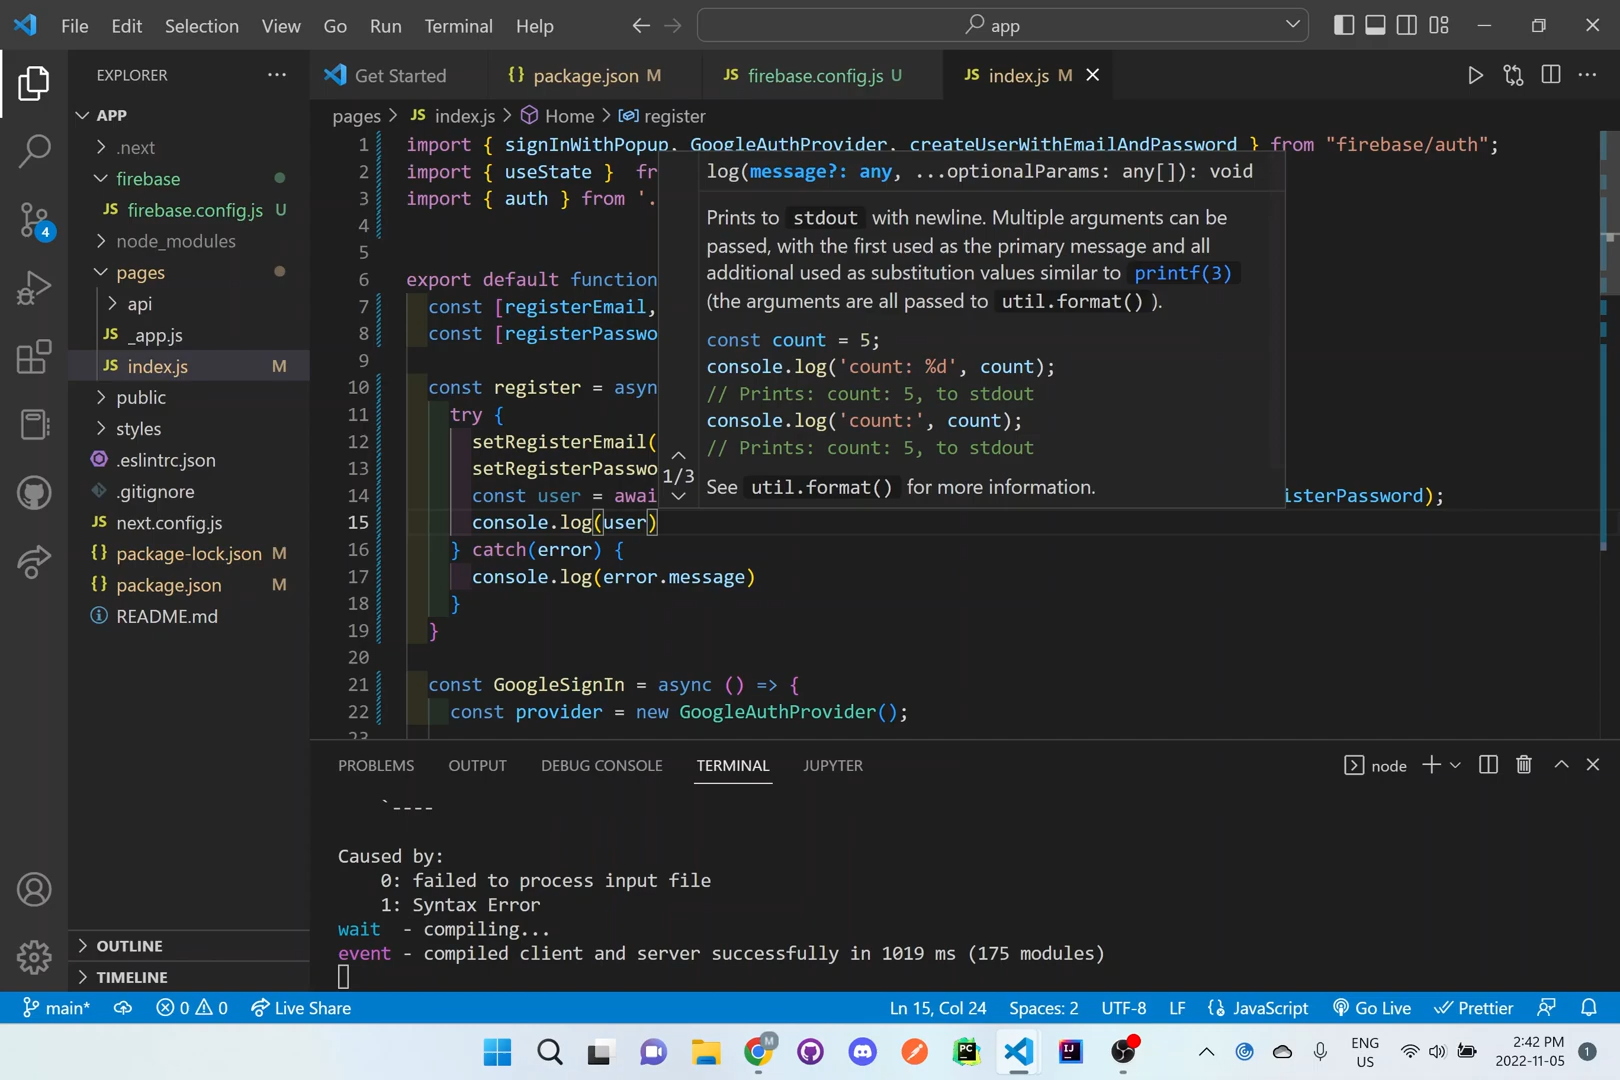 File Edit Selection View Go Run Terminal Help
app
EXPLORER
Get Started
package.json M
firebase.config.js U
index.js M
APP
.next
firebase
firebase.config.js U
node_modules
pages
api
_app.js
index.js M
public
styles
.eslintrc.json
.gitignore
next.config.js
package-lock.json M
package.json M
README.md
OUTLINE
TIMELINE
4
pages > JS index.js > Home > register
1 import { signInWithPopup, GoogleAuthProvider, createUserWithEmailAndPassword } from "firebase/auth";
2 import { useState } fr
3 import { auth } from '.
4
5
6 export default function
7 const [registerEmail,
8 const [registerPasswo
9
10 const register = asyn
11 try {
12 setRegisterEmail(
13 setRegisterPasswo
14 const user = awai isterPassword);
15 console.log(user)
16 } catch(error) {
17 console.log(error.message)
18 }
19 }
20
21 const GoogleSignIn = async () => {
22 const provider = new GoogleAuthProvider();
23
log(message?: any, ...optionalParams: any[]): void
Prints to stdout with newline. Multiple arguments can be
passed, with the first used as the primary message and all
additional used as substitution values similar to printf(3)
(the arguments are all passed to util.format() ).
const count = 5;
console.log('count: %d', count);
// Prints: count: 5, to stdout
console.log('count:', count);
// Prints: count: 5, to stdout
1/3
See util.format() for more information.
PROBLEMS OUTPUT DEBUG CONSOLE TERMINAL JUPYTER
node
`----
Caused by:
0: failed to process input file
1: Syntax Error
wait - compiling...
event - compiled client and server successfully in 1019 ms (175 modules)
main* 0 0 Live Share
Ln 15, Col 24 Spaces: 2 UTF-8 LF JavaScript Go Live Prettier
ENG
US
2:42 PM
2022-11-05
1